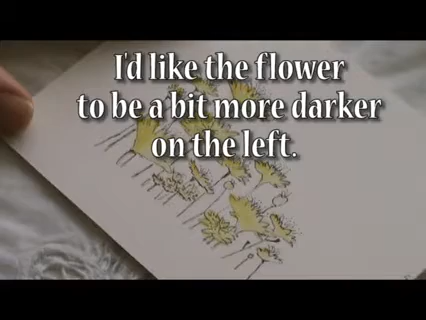 I'd like the flower
to be a bit more darker
on the left.